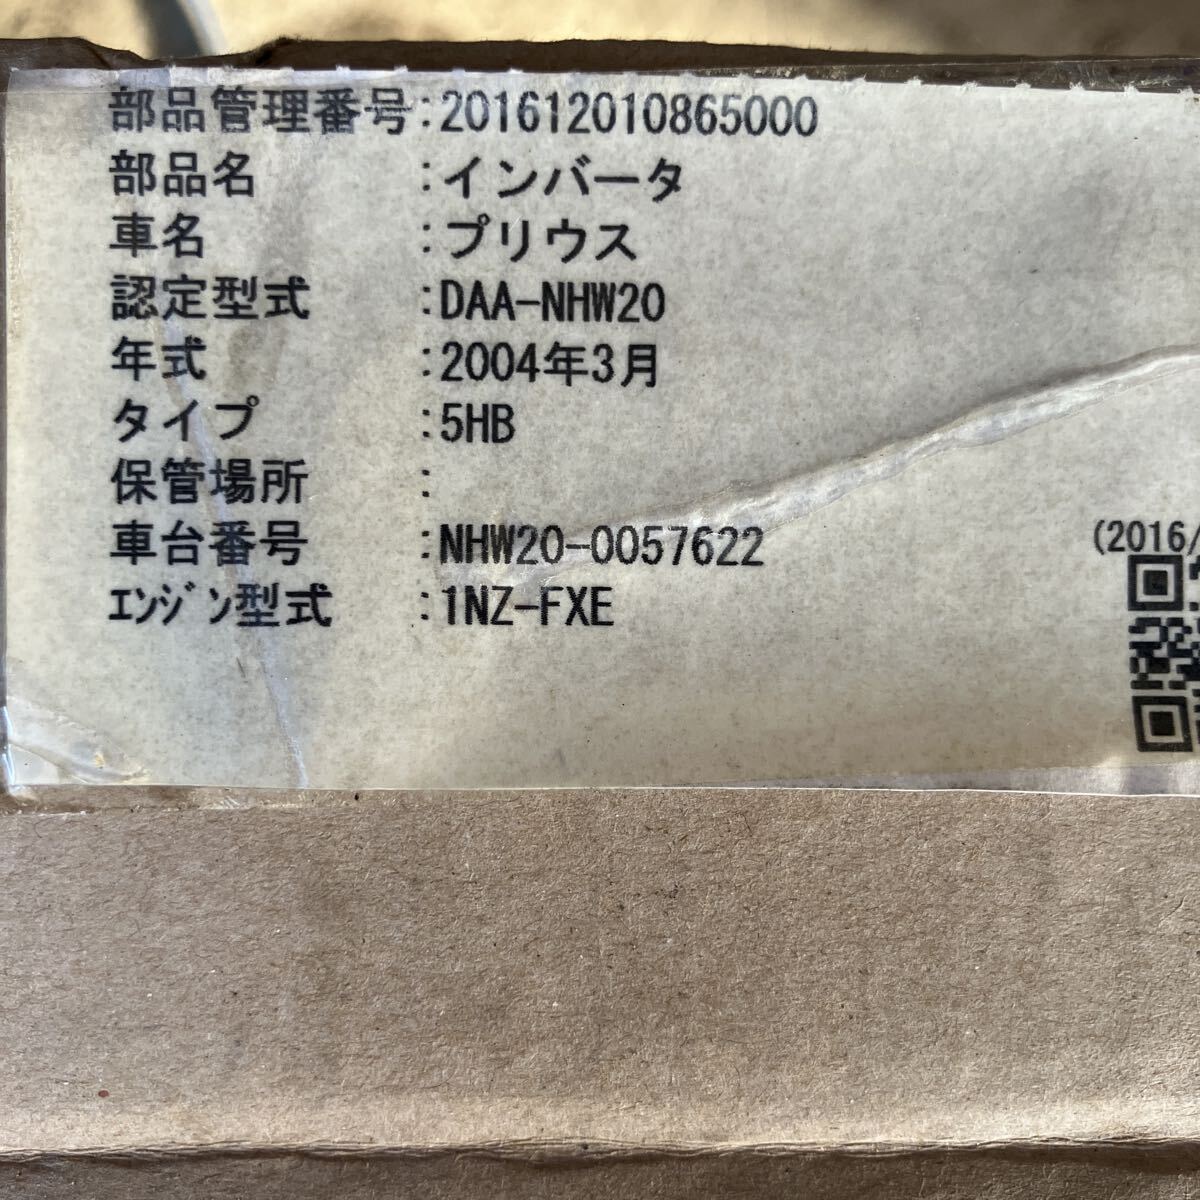 部品管理番号:201612010865000
部品名:インバータ
車名:プリウス
認定型式:DAA-NHW20
年式:2004年3月
タイプ:5HB
保管場所:
車台番号:NHW20-0057622
(2016/
ｴﾝｼﾞﾝ型式:1NZ-FXE